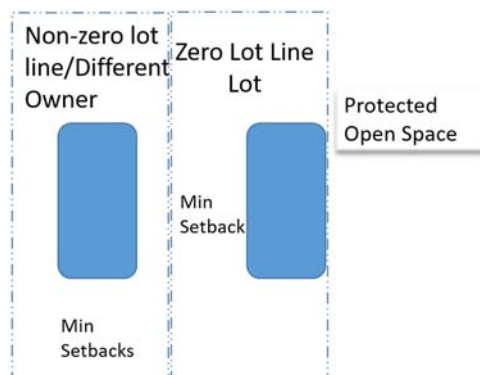 Non-zero lot
line/Different
Owner
Zero Lot Line
Lot
Protected
Open Space
Min
Setback
Min
Setbacks